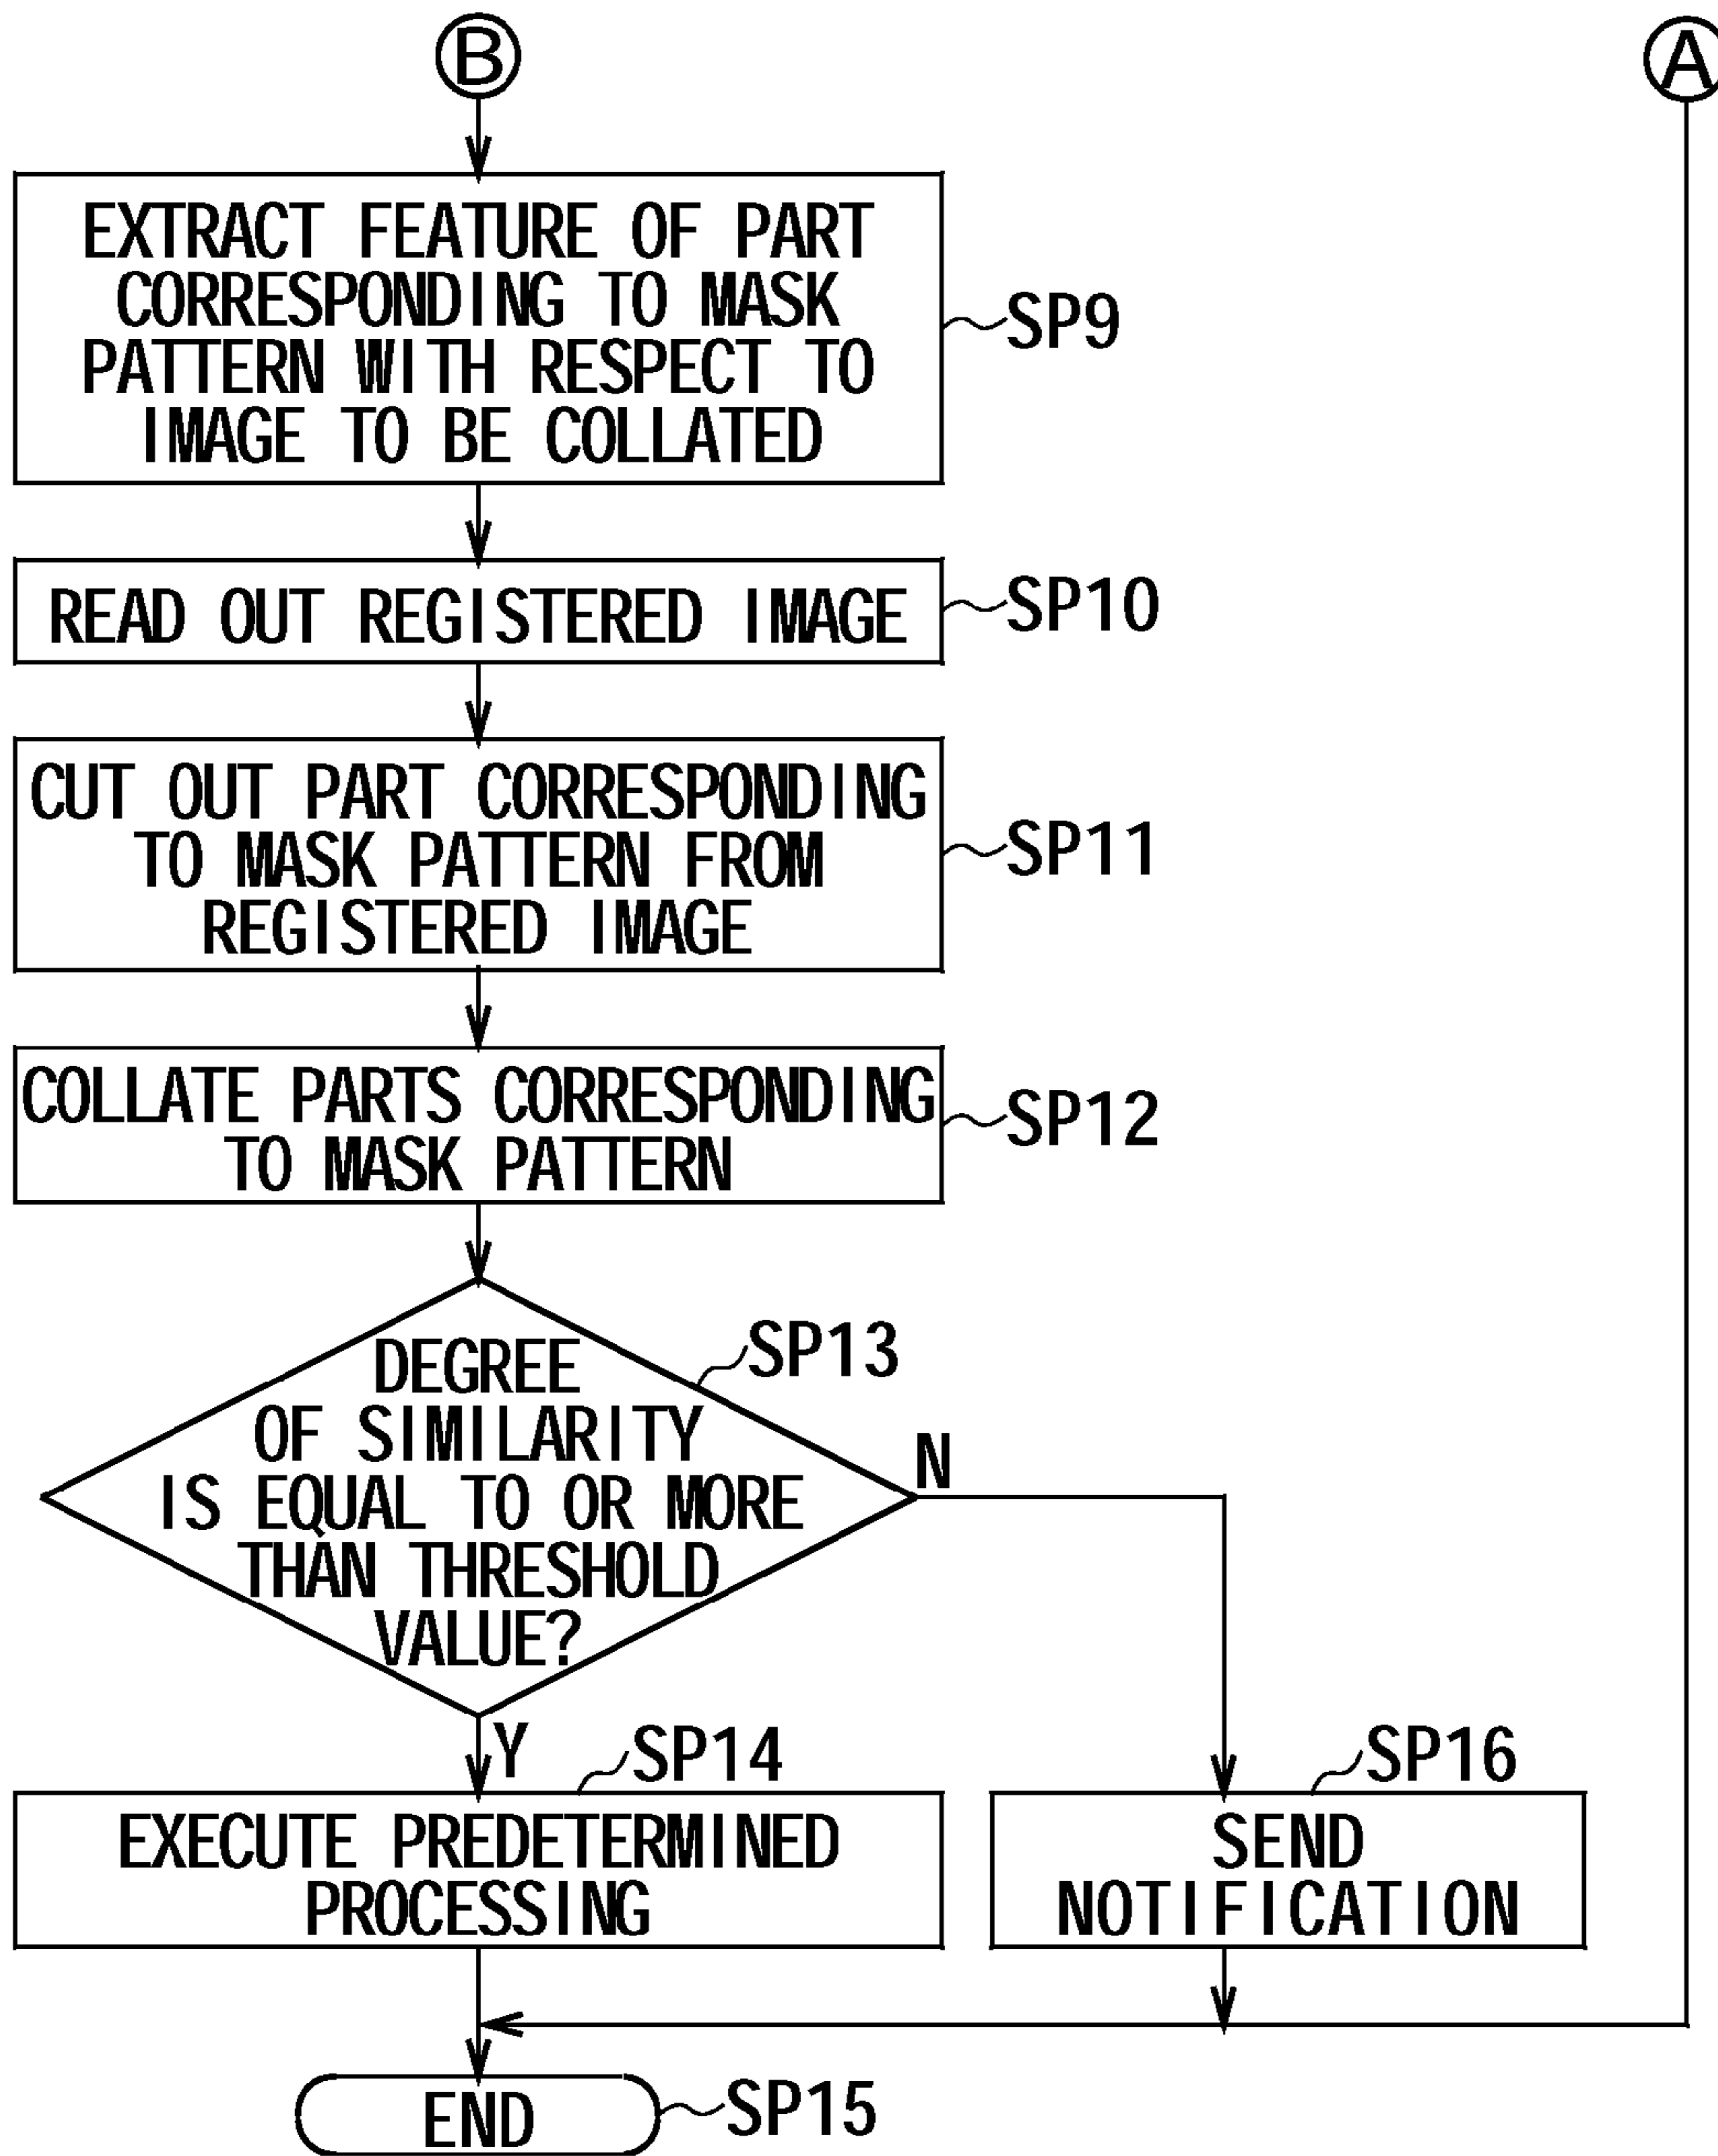 B
A
EXTRACT FEATURE OF PART
CORRESPONDING TO MASK
PATTERN WITH RESPECT TO
IMAGE TO BE COLLATED
SP9
READ OUT REGISTERED IMAGE
SP10
CUT OUT PART CORRESPONDING
TO MASK PATTERN FROM
REGISTERED IMAGE
SP11
COLLATE PARTS CORRESPONDING
TO MASK PATTERN
SP12
DEGREE
OF SIMILARITY
IS EQUAL TO OR MORE
THAN THRESHOLD
VALUE?
SP13
N
Y
SP14
EXECUTE PREDETERMINED
PROCESSING
SP16
SEND
NOTIFICATION
END
SP15